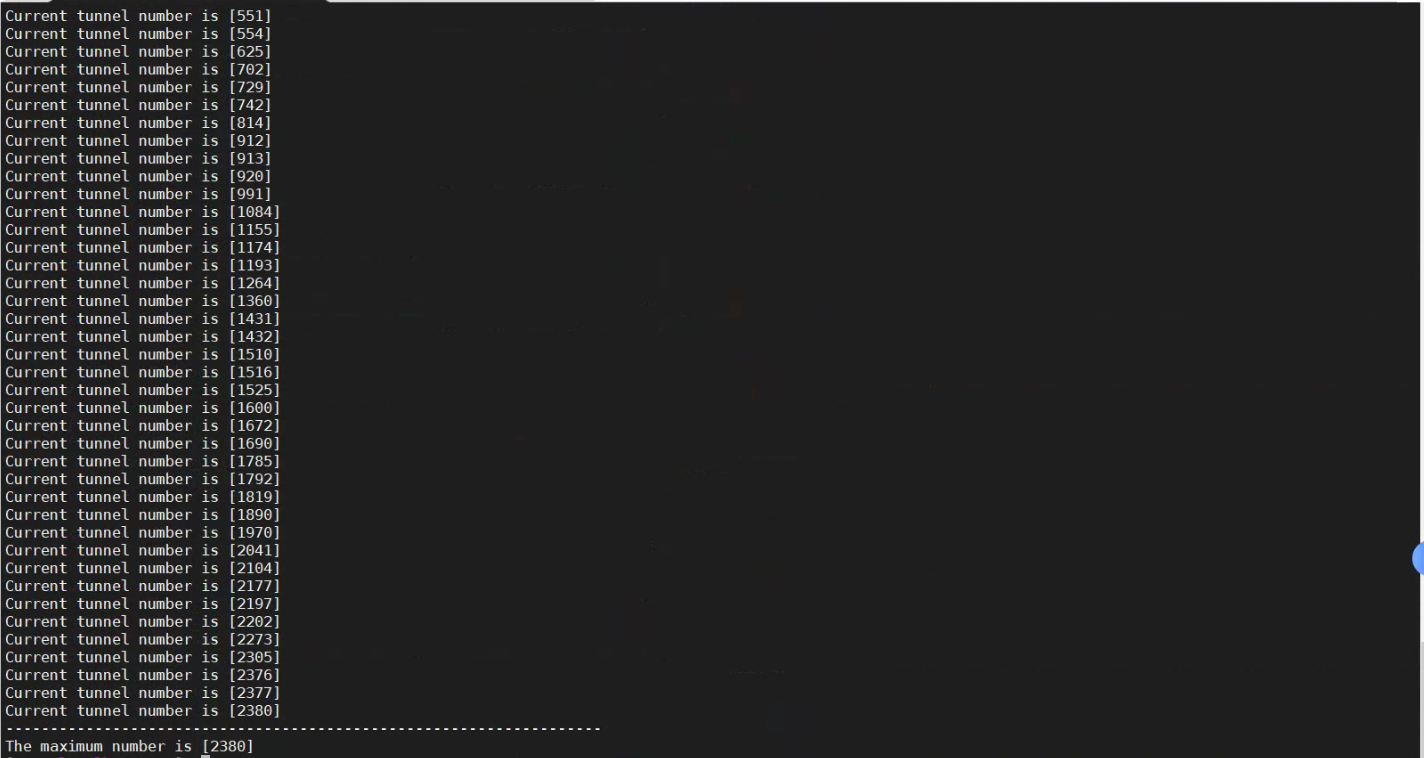 Current tunnel number is [551]
Current tunnel number is [554]
Current tunnel number is [625]
Current tunnel number is [702]
Current tunnel number is [729]
Current tunnel number is [742]
Current tunnel number is [814]
Current tunnel number is [912]
Current tunnel number is [913]
Current tunnel number is [920]
Current tunnel number is [991]
Current tunnel number is [1084]
Current tunnel number is [1155]
Current tunnel number is [1174]
Current tunnel number is [1193]
Current tunnel number is [1264]
Current tunnel number is [1360]
Current tunnel number is [1431]
Current tunnel number is [1432]
Current tunnel number is [1510]
Current tunnel number is [1516]
Current tunnel number is [1525]
Current tunnel number is [1600]
Current tunnel number is [1672]
Current tunnel number is [1690]
Current tunnel number is [1785]
Current tunnel number is [1792]
Current tunnel number is [1819]
Current tunnel number is [1890]
Current tunnel number is [1970]
Current tunnel number is [2041]
Current tunnel number is [2104]
Current tunnel number is [2177]
Current tunnel number is [2197]
Current tunnel number is [2202]
Current tunnel number is [2273]
Current tunnel number is [2305]
Current tunnel number is [2376]
Current tunnel number is [2377]
Current tunnel number is [2380]
-------------------------------------------------------------------
The maximum number is [2380]